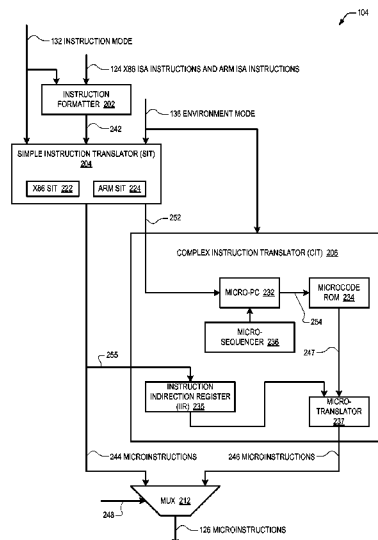 104
132 INSTRUCTION MODE
124 X86 ISA INSTRUCTIONS AND ARM ISA INSTRUCTIONS
INSTRUCTION
FORMATTER 202
136 ENVIRONMENT MODE
242
SIMPLE INSTRUCTION TRANSLATOR (SIT)
204
X86 SIT 222
ARM SIT 224
252
COMPLEX INSTRUCTION TRANSLATOR (CIT) 206
MICRO-PC 232
MICROCODE
ROM 234
254
MICRO-
SEQUENCER 236
247
255
INSTRUCTION
INDIRECTION REGISTER
(IIR) 235
MICRO-
TRANSLATOR
237
244 MICROINSTRUCTIONS
246 MICROINSTRUCTIONS
MUX 212
248
126 MICROINSTRUCTIONS